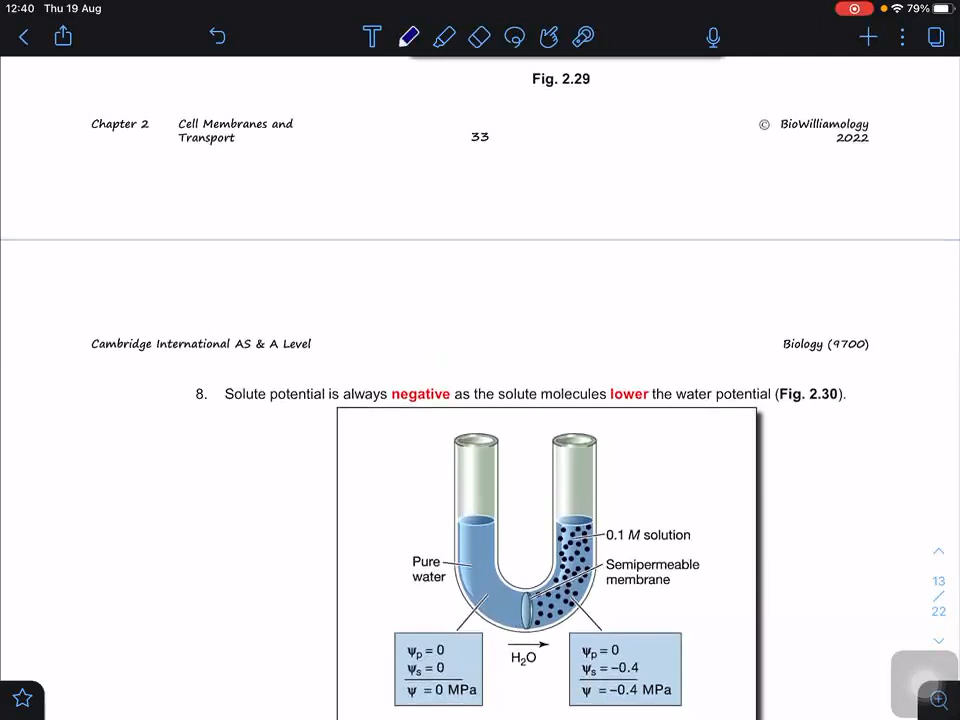 12:40 Thu 19 Aug
79%
T
Fig. 2.29
Chapter 2 Cell Membranes and
Transport
33
© BioWilliamology
2022
Cambridge International AS & A Level
Biology (9700)
8. Solute potential is always negative as the solute molecules lower the water potential (Fig. 2.30).
0.1 M solution
Pure
water
Semipermeable
membrane
Ψp = 0
Ψs = 0
Ψ = 0 MPa
H₂O
Ψp = 0
Ψs = −0.4
Ψ = −0.4 MPa
13
/
22